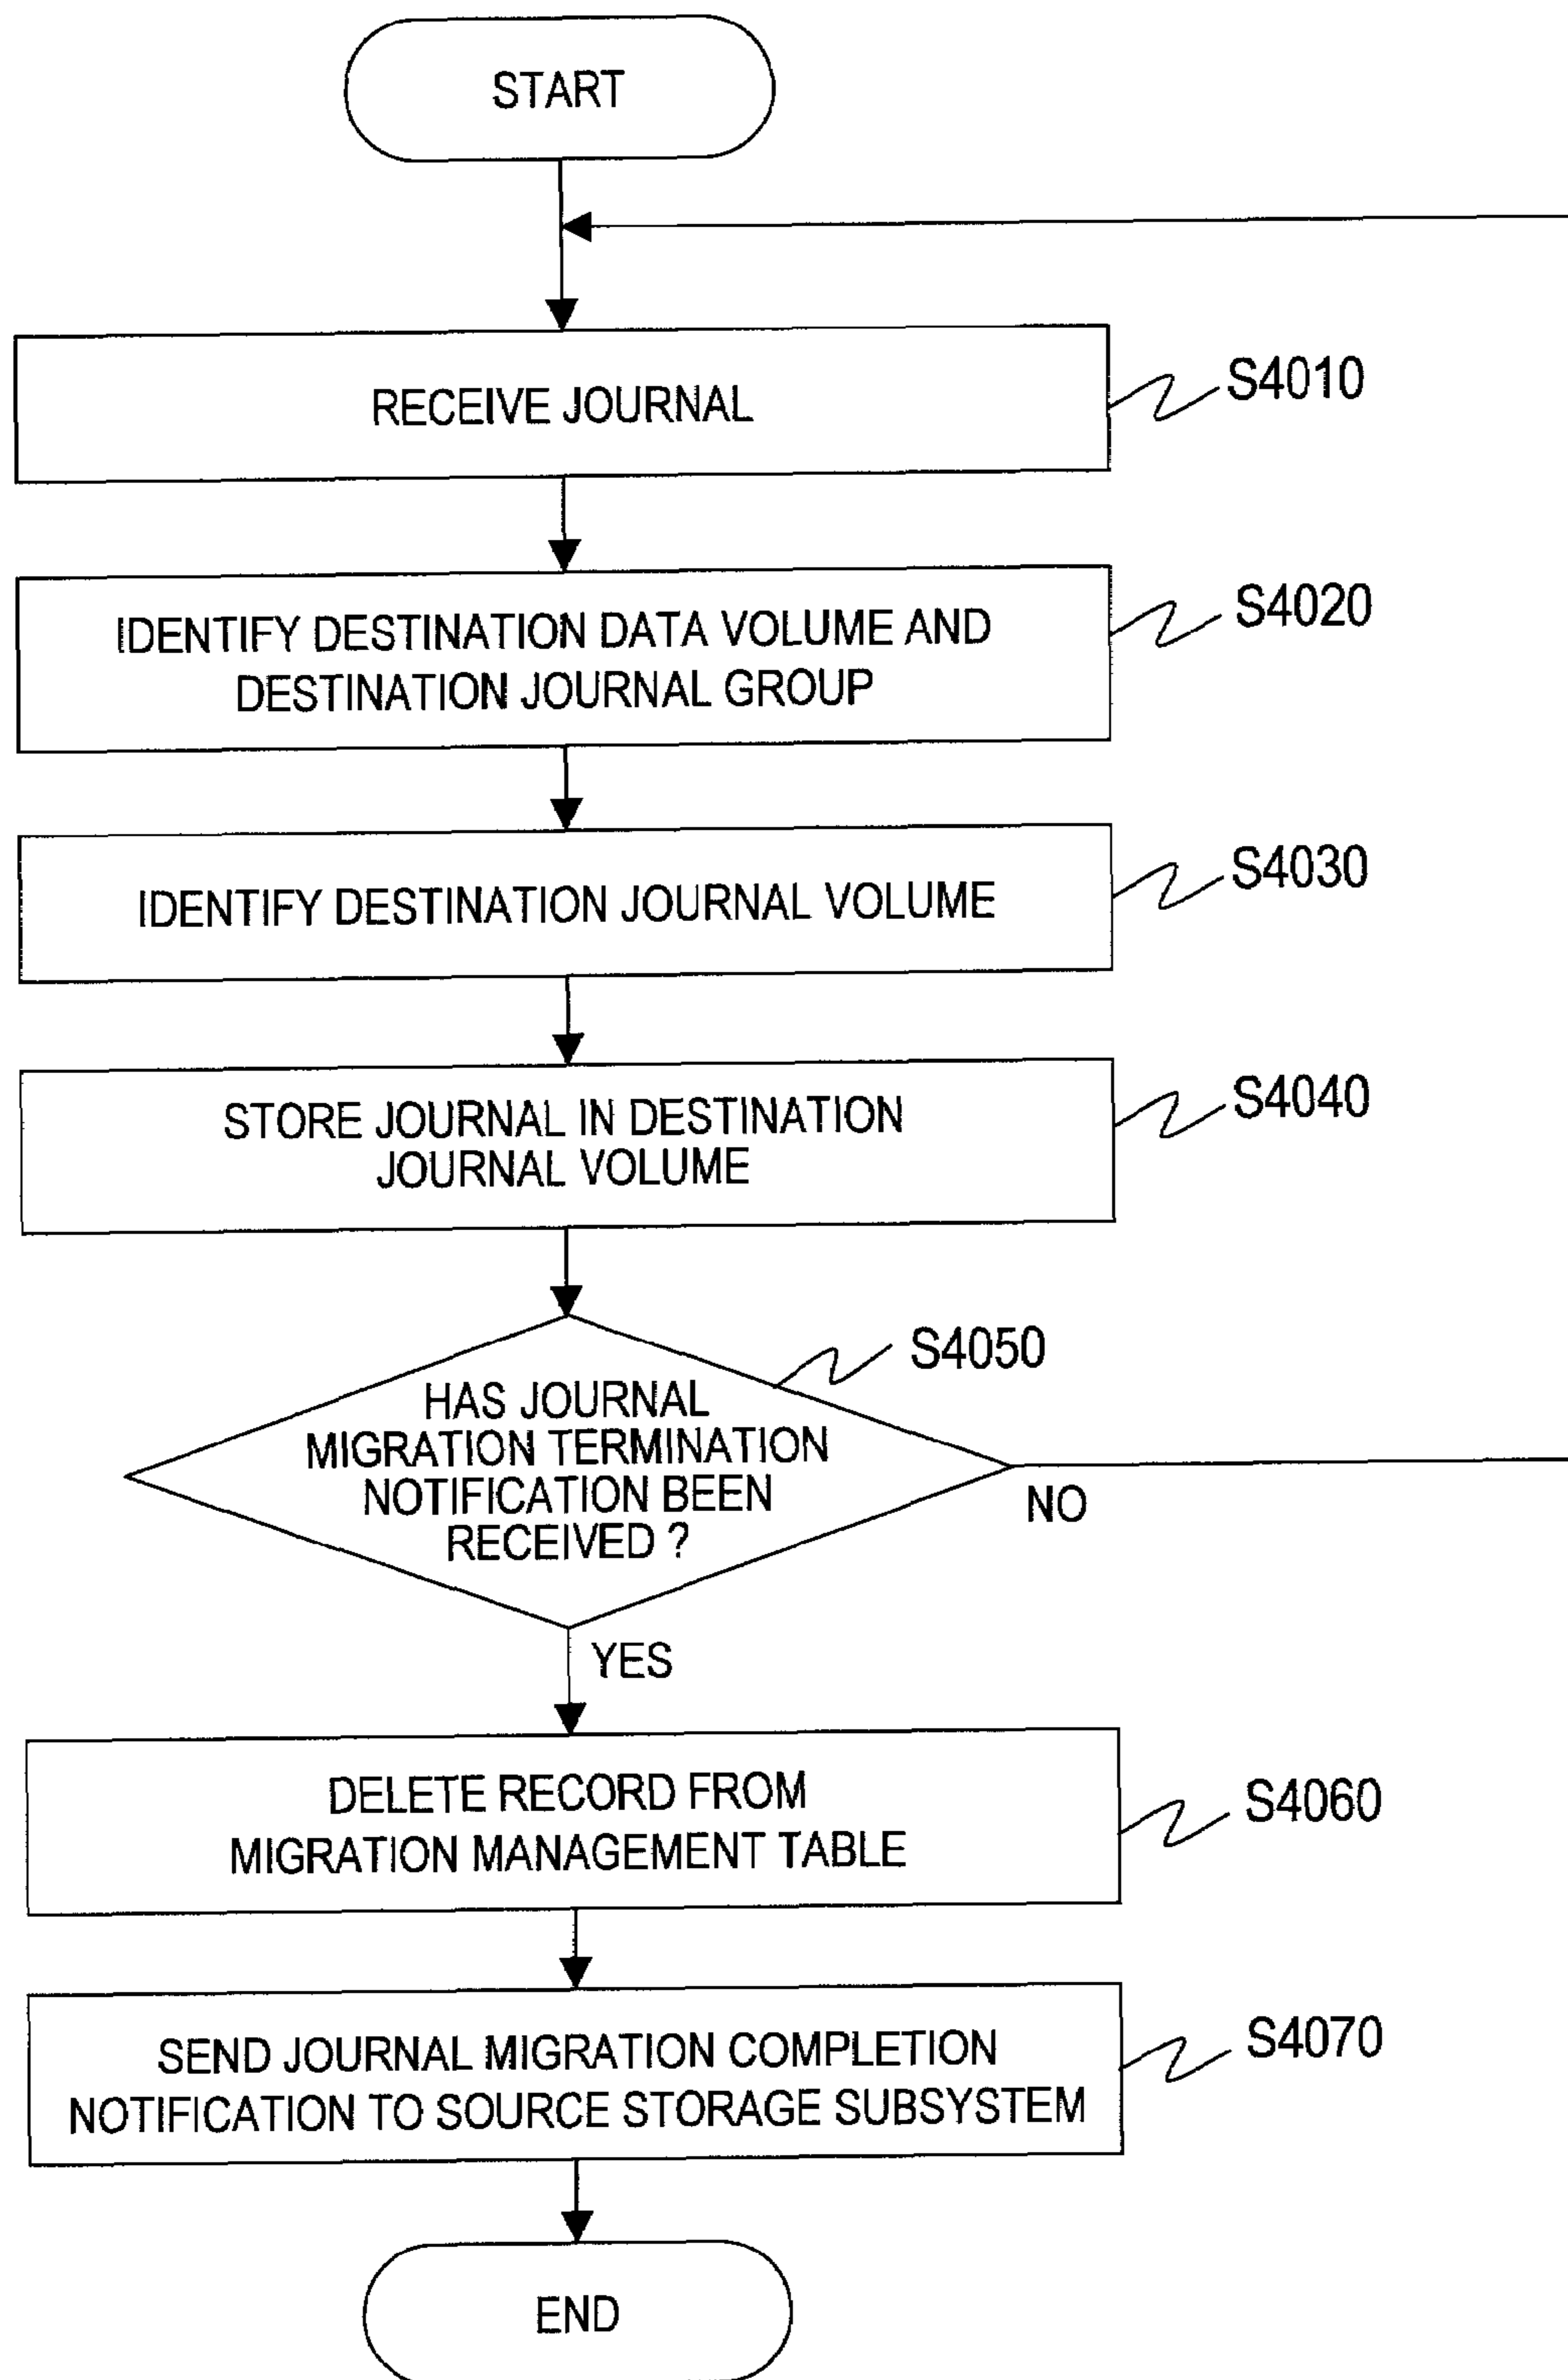 START
RECEIVE JOURNAL
S4010
IDENTIFY DESTINATION DATA VOLUME AND
DESTINATION JOURNAL GROUP
S4020
IDENTIFY DESTINATION JOURNAL VOLUME
S4030
STORE JOURNAL IN DESTINATION
JOURNAL VOLUME
S4040
S4050
HAS JOURNAL
MIGRATION TERMINATION
NOTIFICATION BEEN
RECEIVED ?
NO
YES
DELETE RECORD FROM
MIGRATION MANAGEMENT TABLE
S4060
SEND JOURNAL MIGRATION COMPLETION
NOTIFICATION TO SOURCE STORAGE SUBSYSTEM
S4070
END